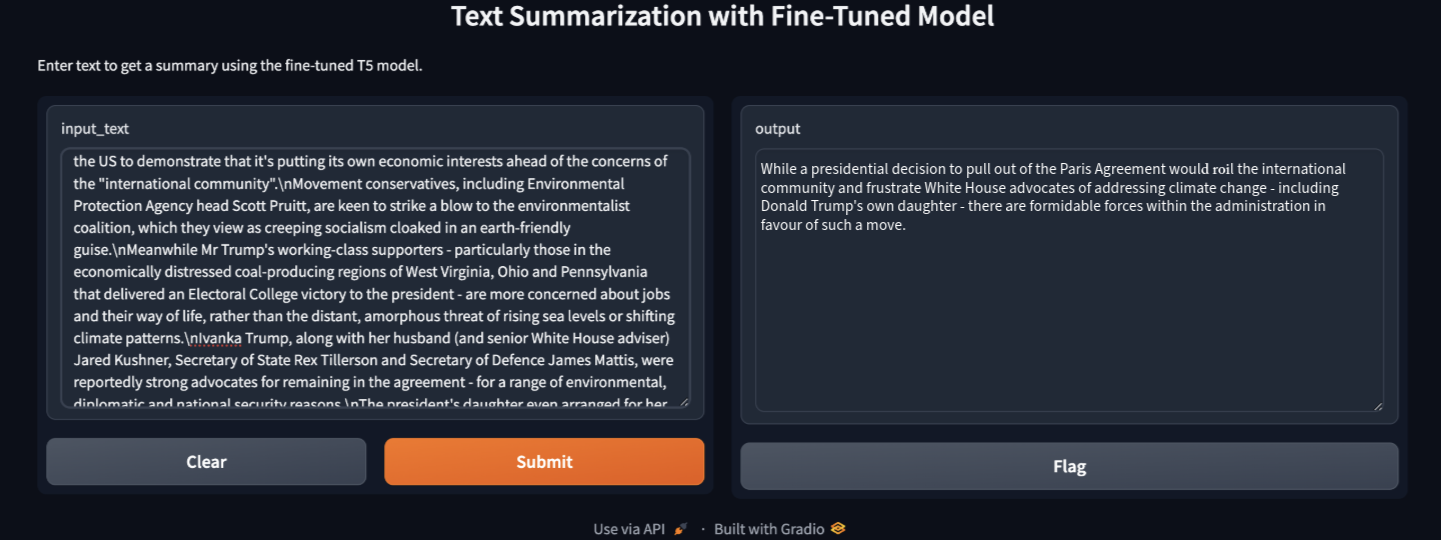 Text Summarization with Fine-Tuned Model
Enter text to get a summary using the fine-tuned T5 model.
input_text
the US to demonstrate that it's putting its own economic interests ahead of the concerns of
the "international community".\nMovement conservatives, including Environmental
Protection Agency head Scott Pruitt, are keen to strike a blow to the environmentalist
coalition, which they view as creeping socialism cloaked in an earth-friendly
guise.\nMeanwhile Mr Trump's working-class supporters - particularly those in the
economically distressed coal-producing regions of West Virginia, Ohio and Pennsylvania
that delivered an Electoral College victory to the president - are more concerned about jobs
and their way of life, rather than the distant, amorphous threat of rising sea levels or shifting
climate patterns.\nIvanka Trump, along with her husband (and senior White House adviser)
Jared Kushner, Secretary of State Rex Tillerson and Secretary of Defence James Mattis, were
reportedly strong advocates for remaining in the agreement - for a range of environmental,
diplomatic and national security reasons.\nThe president's daughter even arranged for her
Clear
Submit
output
While a presidential decision to pull out of the Paris Agreement would roil the international
community and frustrate White House advocates of addressing climate change - including
Donald Trump's own daughter - there are formidable forces within the administration in
favour of such a move.
Flag
Use via API · Built with Gradio